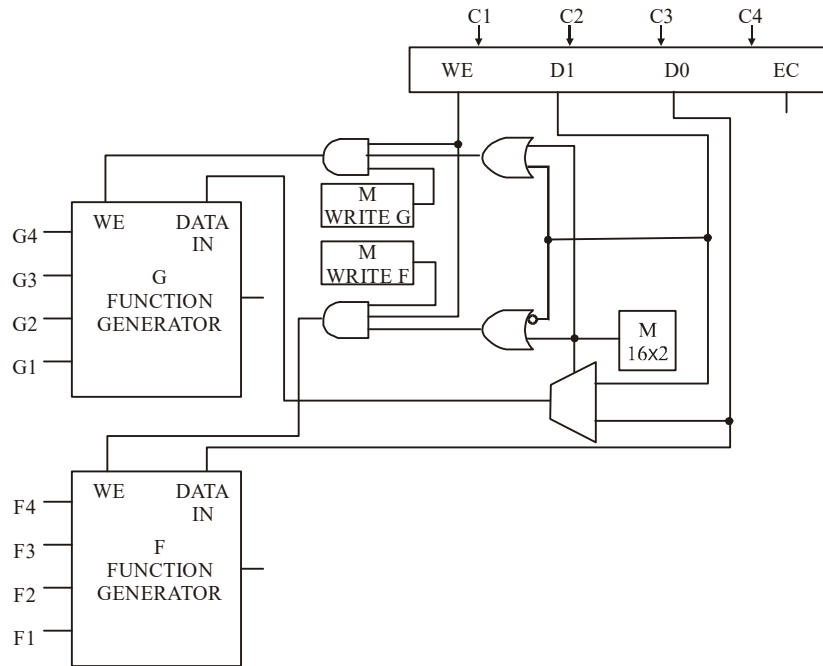 C1 C2 C3 C4
WE D1 D0 EC
M
WRITE G
WE DATA
IN
G4
G3
G2
G1
G
FUNCTION
GENERATOR
M
WRITE F
M
16x2
WE DATA
IN
F4
F3
F2
F1
F
FUNCTION
GENERATOR